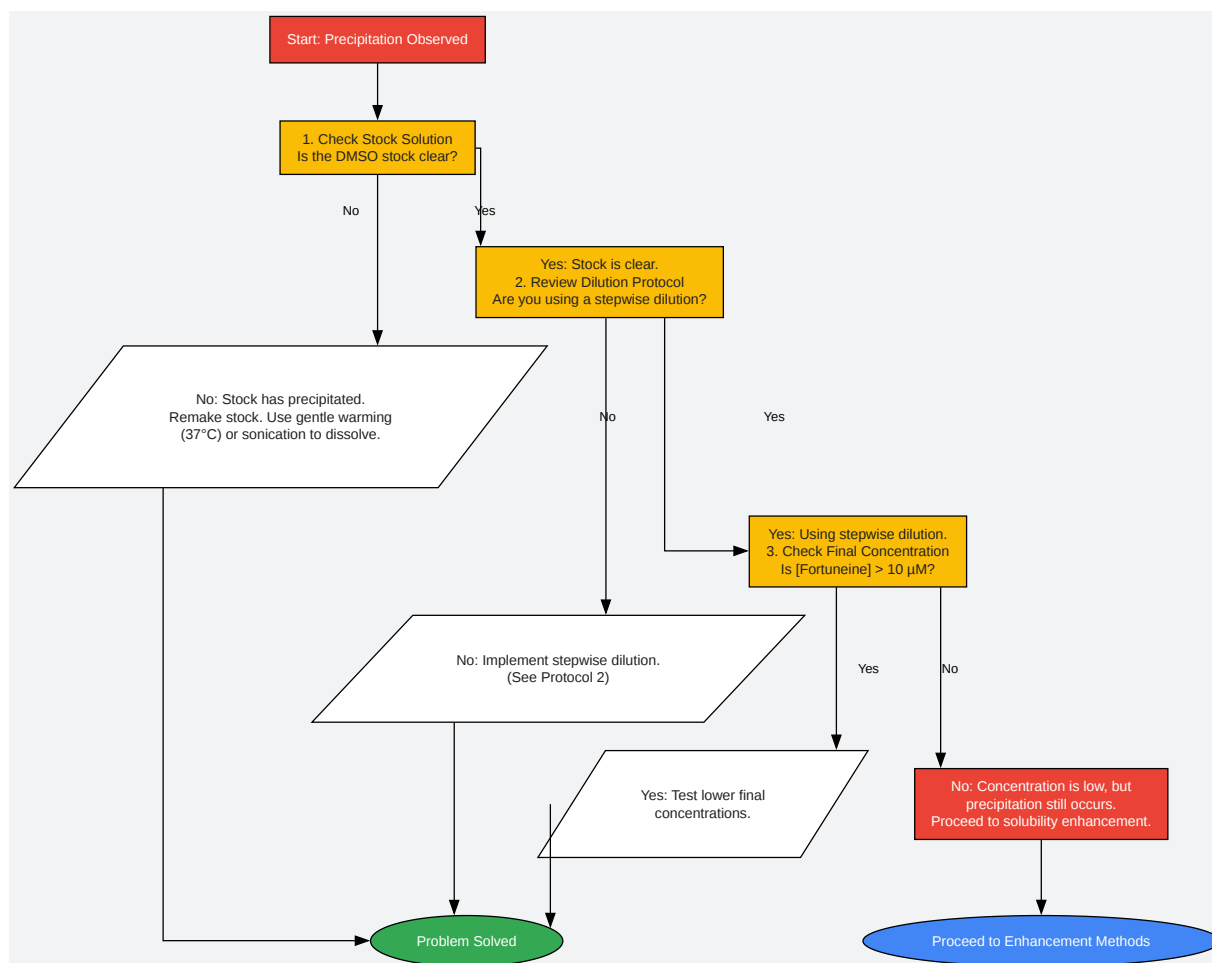 Start: Precipitation Observed
1. Check Stock Solution
Is the DMSO stock clear?
No
Yes
Yes: Stock is clear.
2. Review Dilution Protocol
Are you using a stepwise dilution?
No: Stock has precipitated.
Remake stock. Use gentle warming
(37°C) or sonication to dissolve.
No
Yes
Yes: Using stepwise dilution.
3. Check Final Concentration
Is [Fortuneine] > 10 µM?
No: Implement stepwise dilution.
(See Protocol 2)
Yes
No
Yes: Test lower final
concentrations.
No: Concentration is low, but
precipitation still occurs.
Proceed to solubility enhancement.
Problem Solved
Proceed to Enhancement Methods